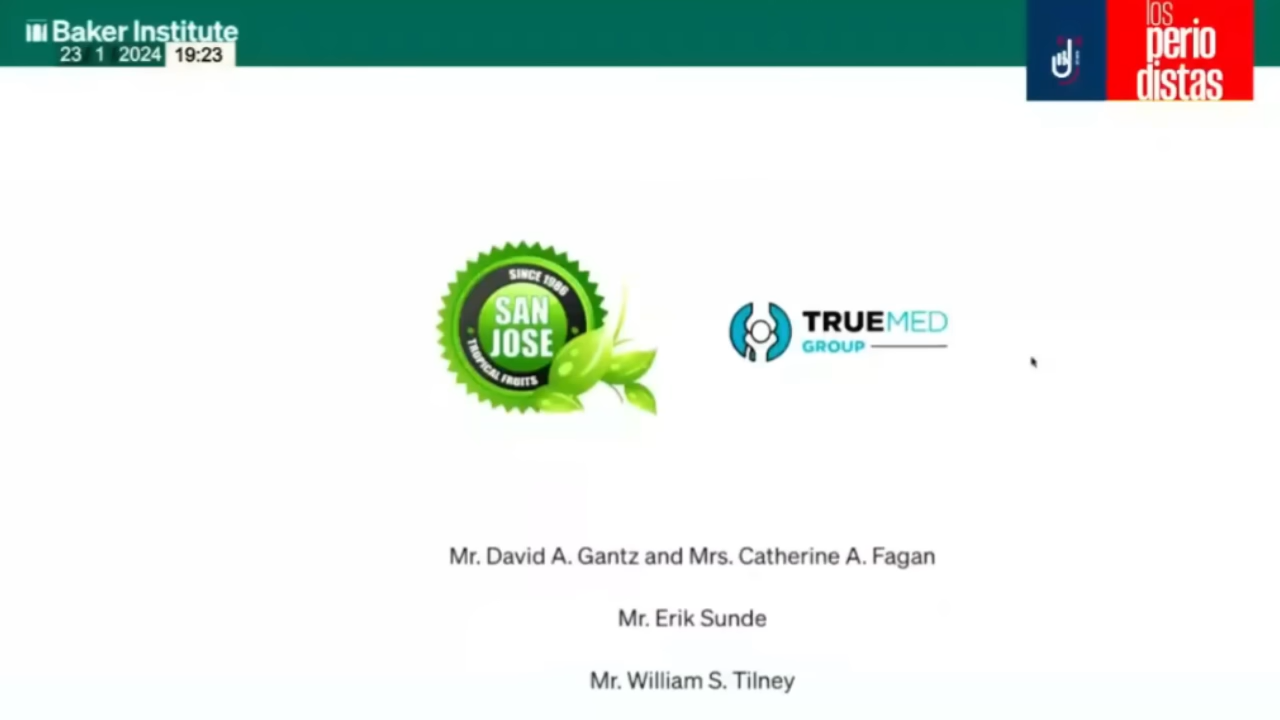 Baker Institute
23 1 2024 19:23
los
perio
distas
SINCE 1986
SAN
JOSE
TROPICAL FRUITS
TRUEMED
GROUP
Mr. David A. Gantz and Mrs. Catherine A. Fagan
Mr. Erik Sunde
Mr. William S. Tilney